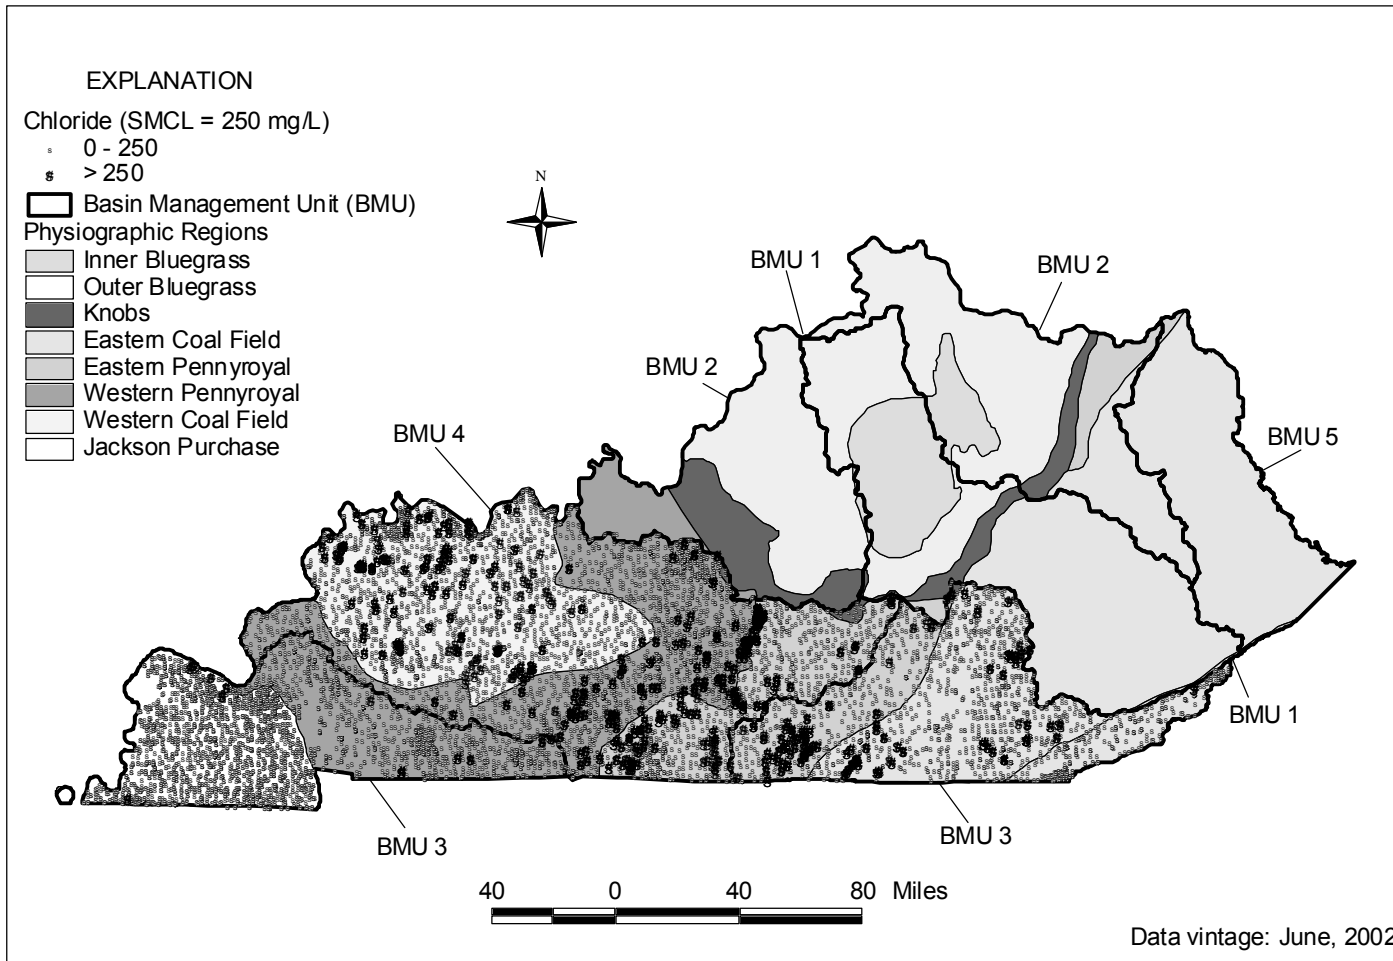 EXPLANATION
Chloride (SMCL = 250 mg/L)
s 0 - 250
s > 250
Basin Management Unit (BMU)
Physiographic Regions
Inner Bluegrass
Outer Bluegrass
Knobs
Eastern Coal Field
Eastern Pennyroyal
Western Pennyroyal
Western Coal Field
Jackson Purchase
N
BMU 1
BMU 2
BMU 2
BMU 4
BMU 5
BMU 1
BMU 3
BMU 3
40 0 40 80 Miles
Data vintage: June, 2002